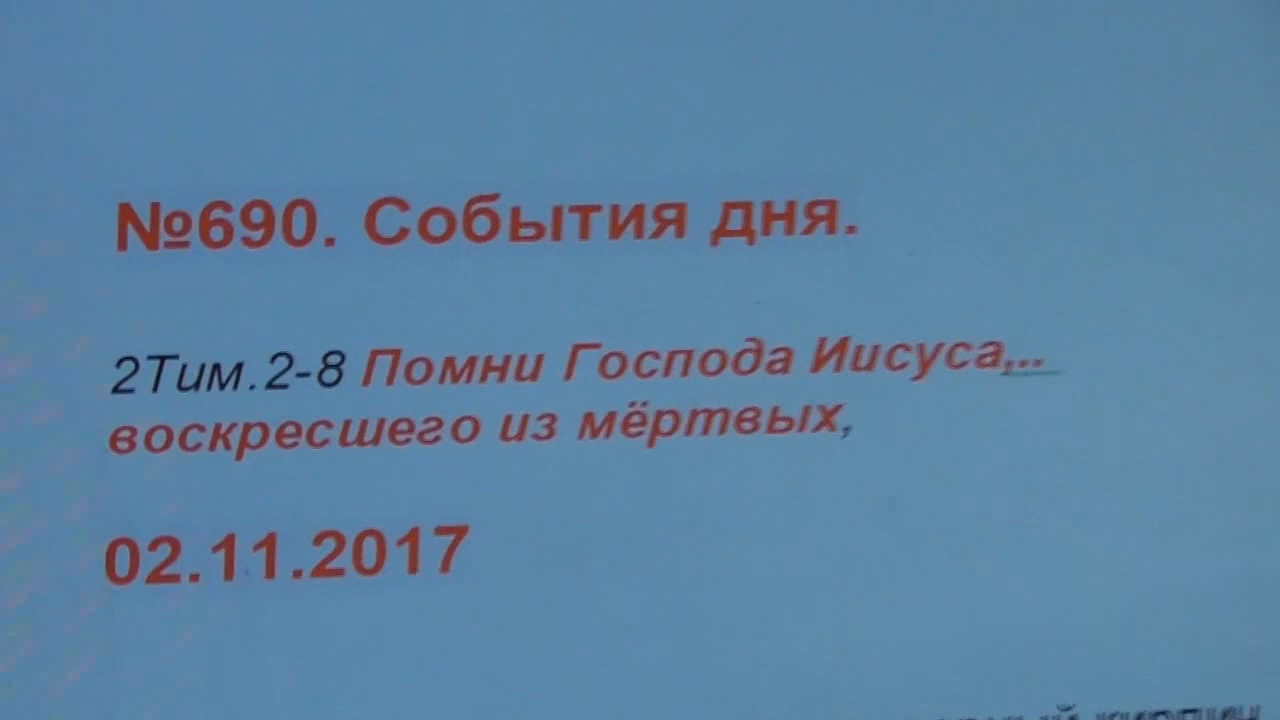 №690. События дня.
2Тим.2-8 Помни Господа Иисуса,..
воскресшего из мёртвых,
02.11.2017